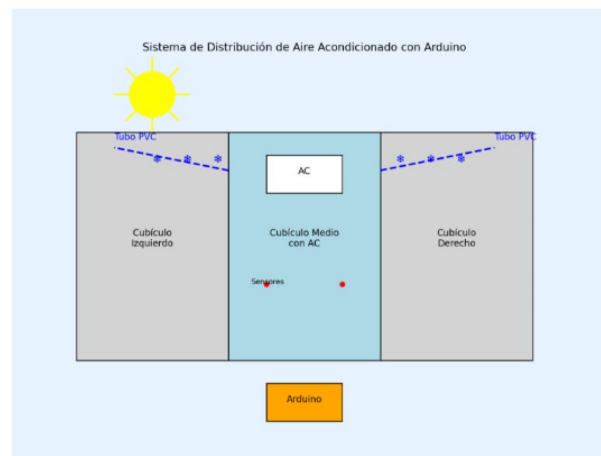 Sistema de Distribución de Aire Acondicionado con Arduino
Tubo PVC
Tubo PVC
AC
Cubículo
Izquierdo
Cubículo Medio
con AC
Cubículo
Derecho
Sensores
Arduino